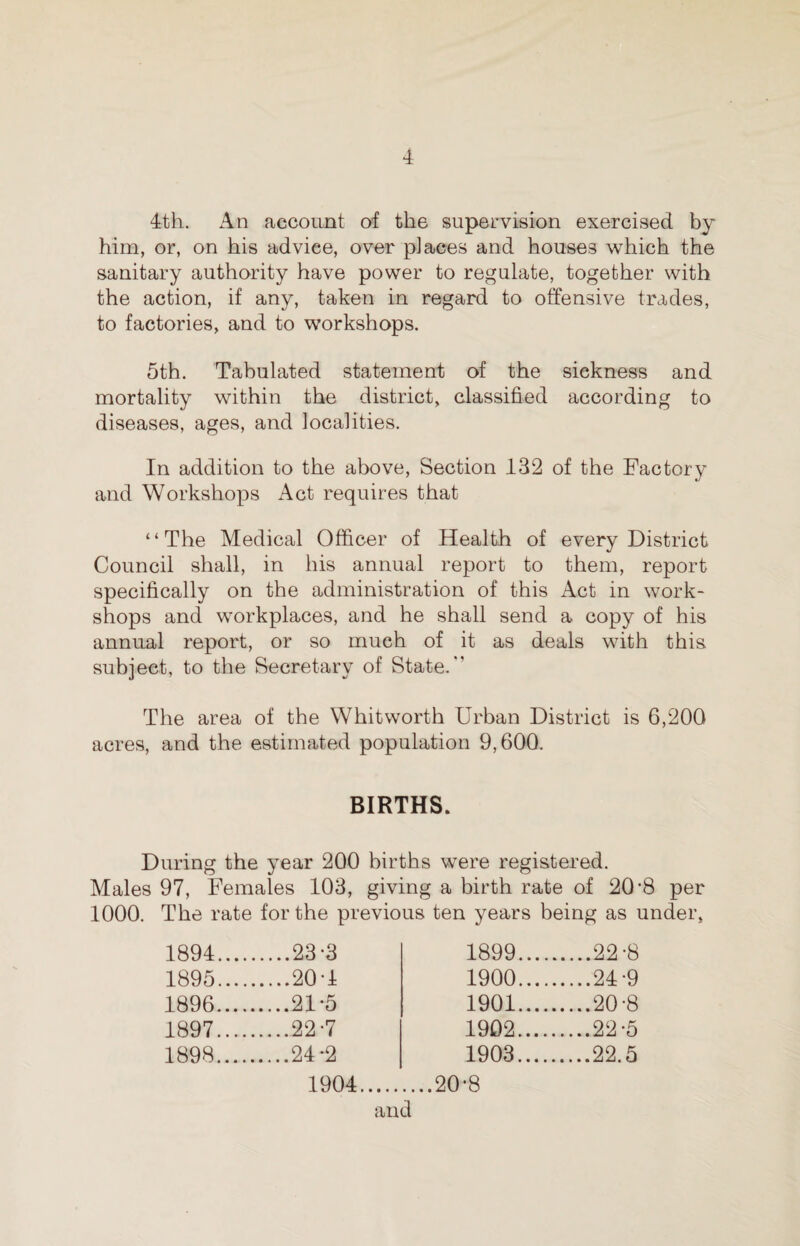 4
4th. An account of the supervision exercised by
him, or, on his advice, over places and houses which the
sanitary authority have power to regulate, together with
the action, if any, taken in regard to offensive trades,
to factories, and to workshops.
5th. Tabulated statement of the sickness and
mortality within the district, classified according to
diseases, ages, and localities.
In addition to the above, Section 132 of the Factory
and Workshops Act requires that
“The Medical Officer of Health of every District
Council shall, in his annual report to them, report
specifically on the administration of this Act in work-
shops and workplaces, and he shall send a copy of his
annual report, or so much of it as deals with this
subject, to the Secretary of State.”
The area of the Whitworth Urban District is 6,200
acres, and the estimated population 9,600.
BIRTHS.
During the year 200 births were registered.
Males 97, Females 103, giving a birth rate of 20·8 per
1000. The rate for the previous ten years being as under,
1894..........23·3
1895..........20·1
1896..........21·5
1897..........22·7
1898..........24·2
1899..........22·8
1900..........24·9
1901..........20·8
1902..........22·5
1903..........22.5
1904..........20·8
and